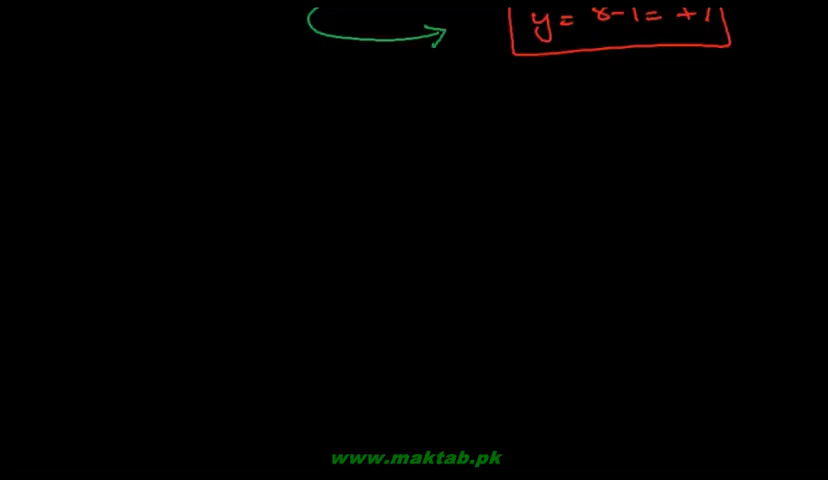 y = 8-1 = +1
www.maktab.pk